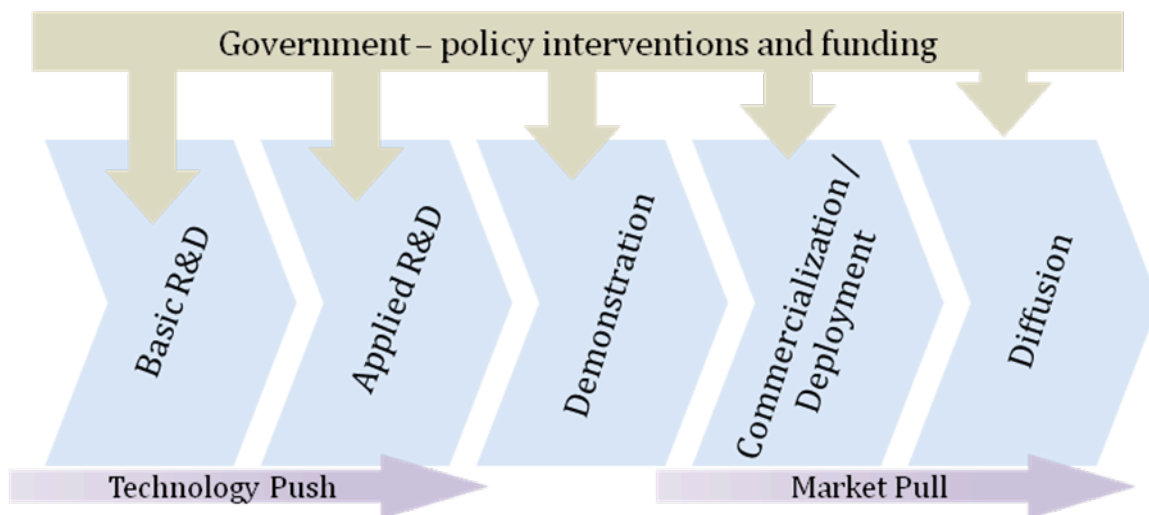 Government – policy interventions and funding
Basic R&D
Applied R&D
Demonstration
Commercialization /
Deployment
Diffusion
Technology Push
Market Pull